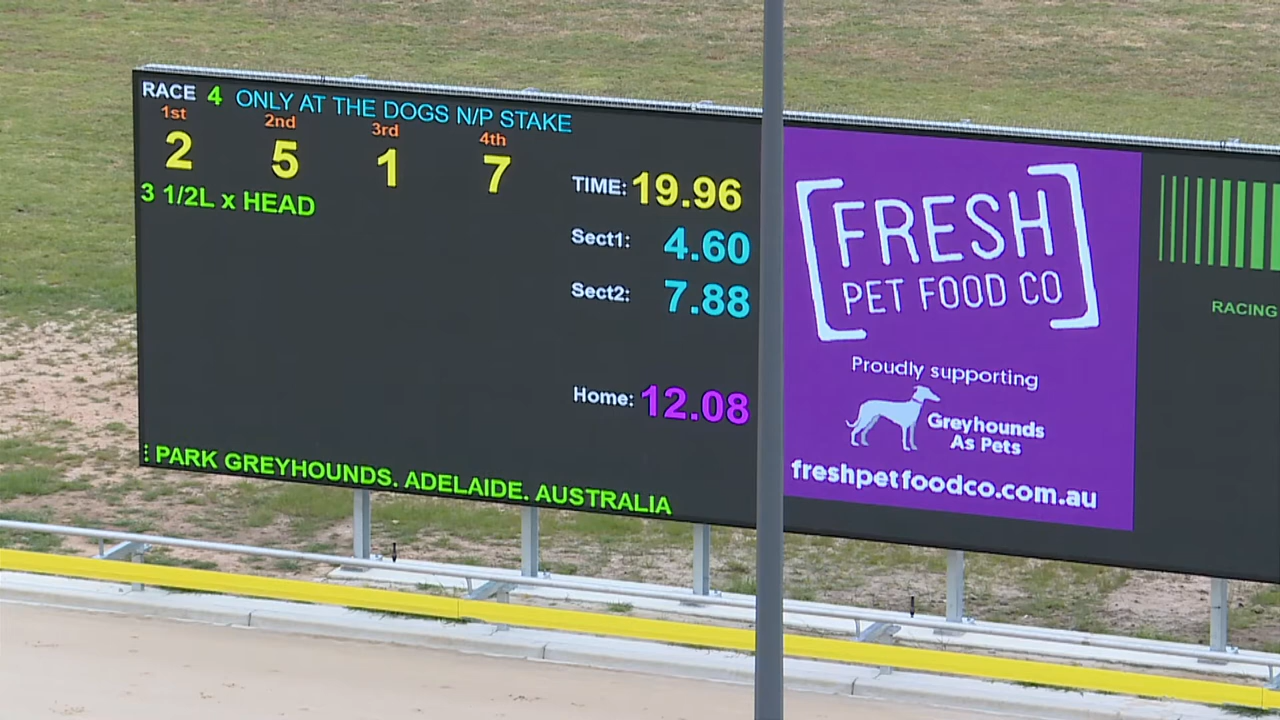 RACE 4 ONLY AT THE DOGS N/P STAKE
1st 2nd 3rd 4th
2 5 1 7
3 1/2L x HEAD
TIME: 19.96
Sect1: 4.60
Sect2: 7.88
Home: 12.08
PARK GREYHOUNDS. ADELAIDE. AUSTRALIA
FRESH
PET FOOD CO
Proudly supporting
Greyhounds
As Pets
freshpetfoodco.com.au
RACING